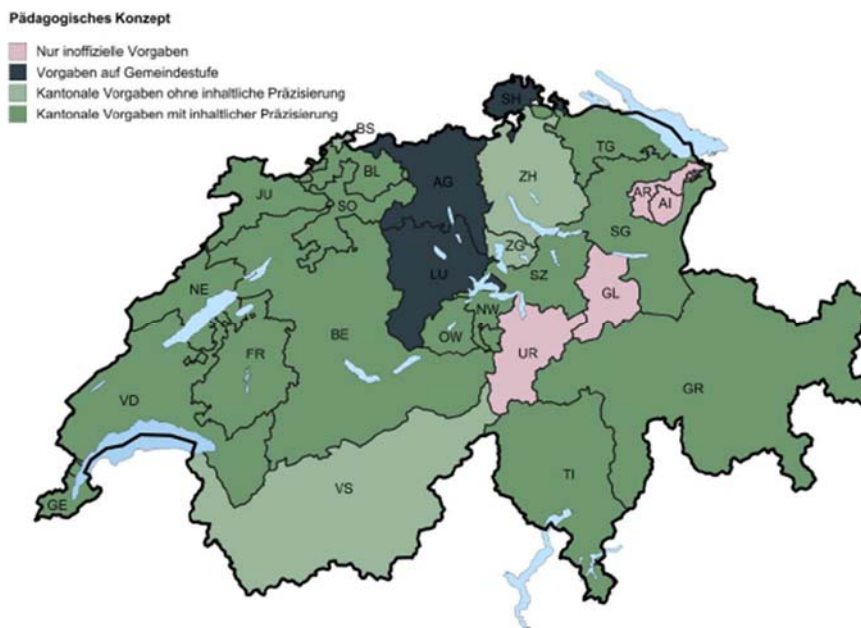 Pädagogisches Konzept
Nur inoffizielle Vorgaben
Vorgaben auf Gemeindestufe
Kantonale Vorgaben ohne inhaltliche Präzisierung
Kantonale Vorgaben mit inhaltlicher Präzisierung
SH
BS
TG
BL
AG
ZH
JU
AR
AI
SO
SG
ZG
LU
SZ
GL
NE
NW
BE
OW
UR
FR
GR
VD
TI
VS
GE